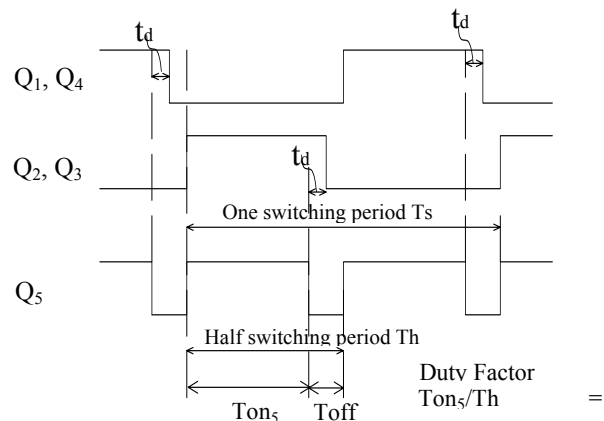 td
td
Q1, Q4
td
Q2, Q3
One switching period Ts
Q5
Half switching period Th
Duty Factor
Ton5/Th =
Ton5 Toff